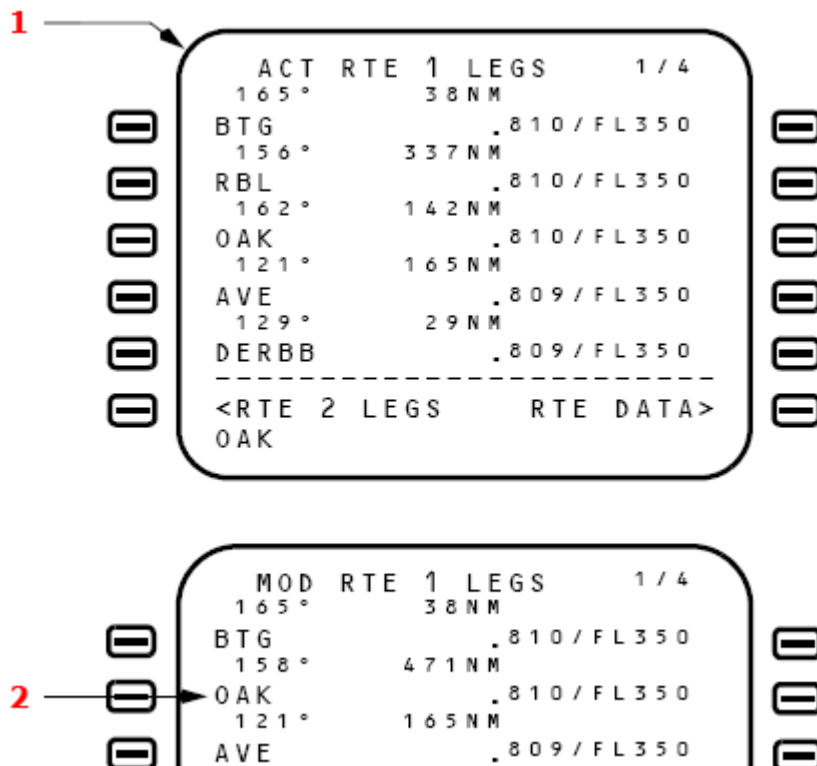 1
ACT RTE 1 LEGS 1/4
165° 38NM
BTG .810/FL350
156° 337NM
RBL .810/FL350
162° 142NM
OAK .810/FL350
121° 165NM
AVE .809/FL350
129° 29NM
DERBB .809/FL350
------------------------
<RTE 2 LEGS RTE DATA>
OAK
MOD RTE 1 LEGS 1/4
165° 38NM
BTG .810/FL350
158° 471NM
2 OAK .810/FL350
121° 165NM
AVE .809/FL350